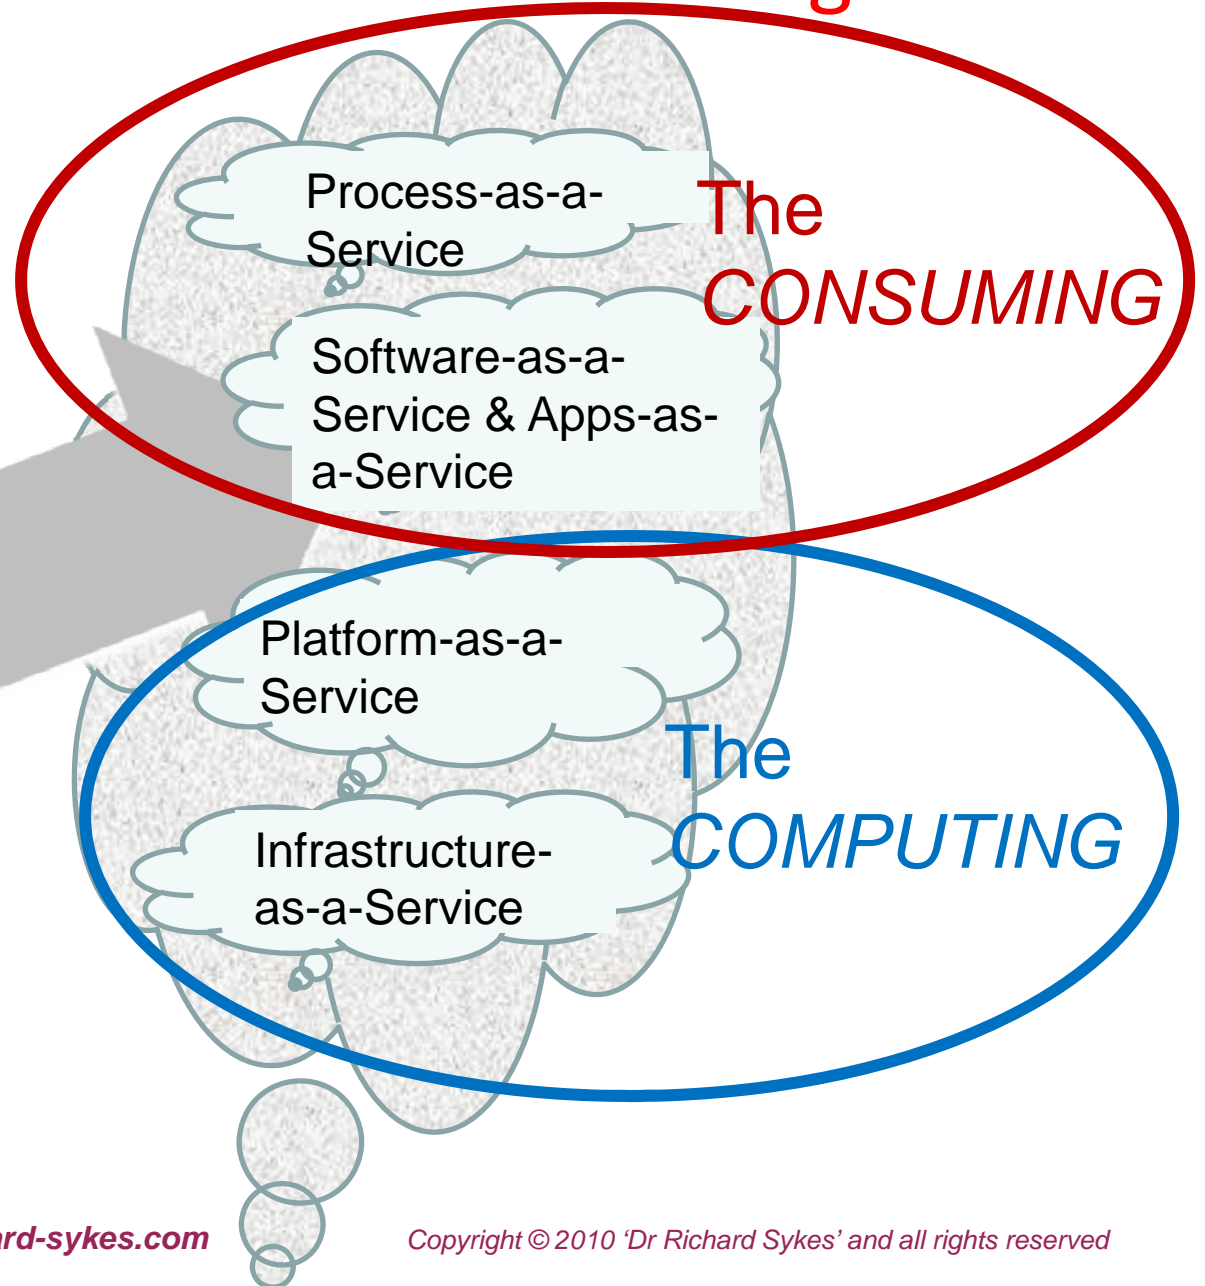 g
Process-as-a-
Service
The
CONSUMING
Software-as-a-
Service & Apps-as-
a-Service
Platform-as-a-
Service
The
COMPUTING
Infrastructure-
as-a-Service
ard-sykes.com
Copyright © 2010 ‘Dr Richard Sykes’ and all rights reserved